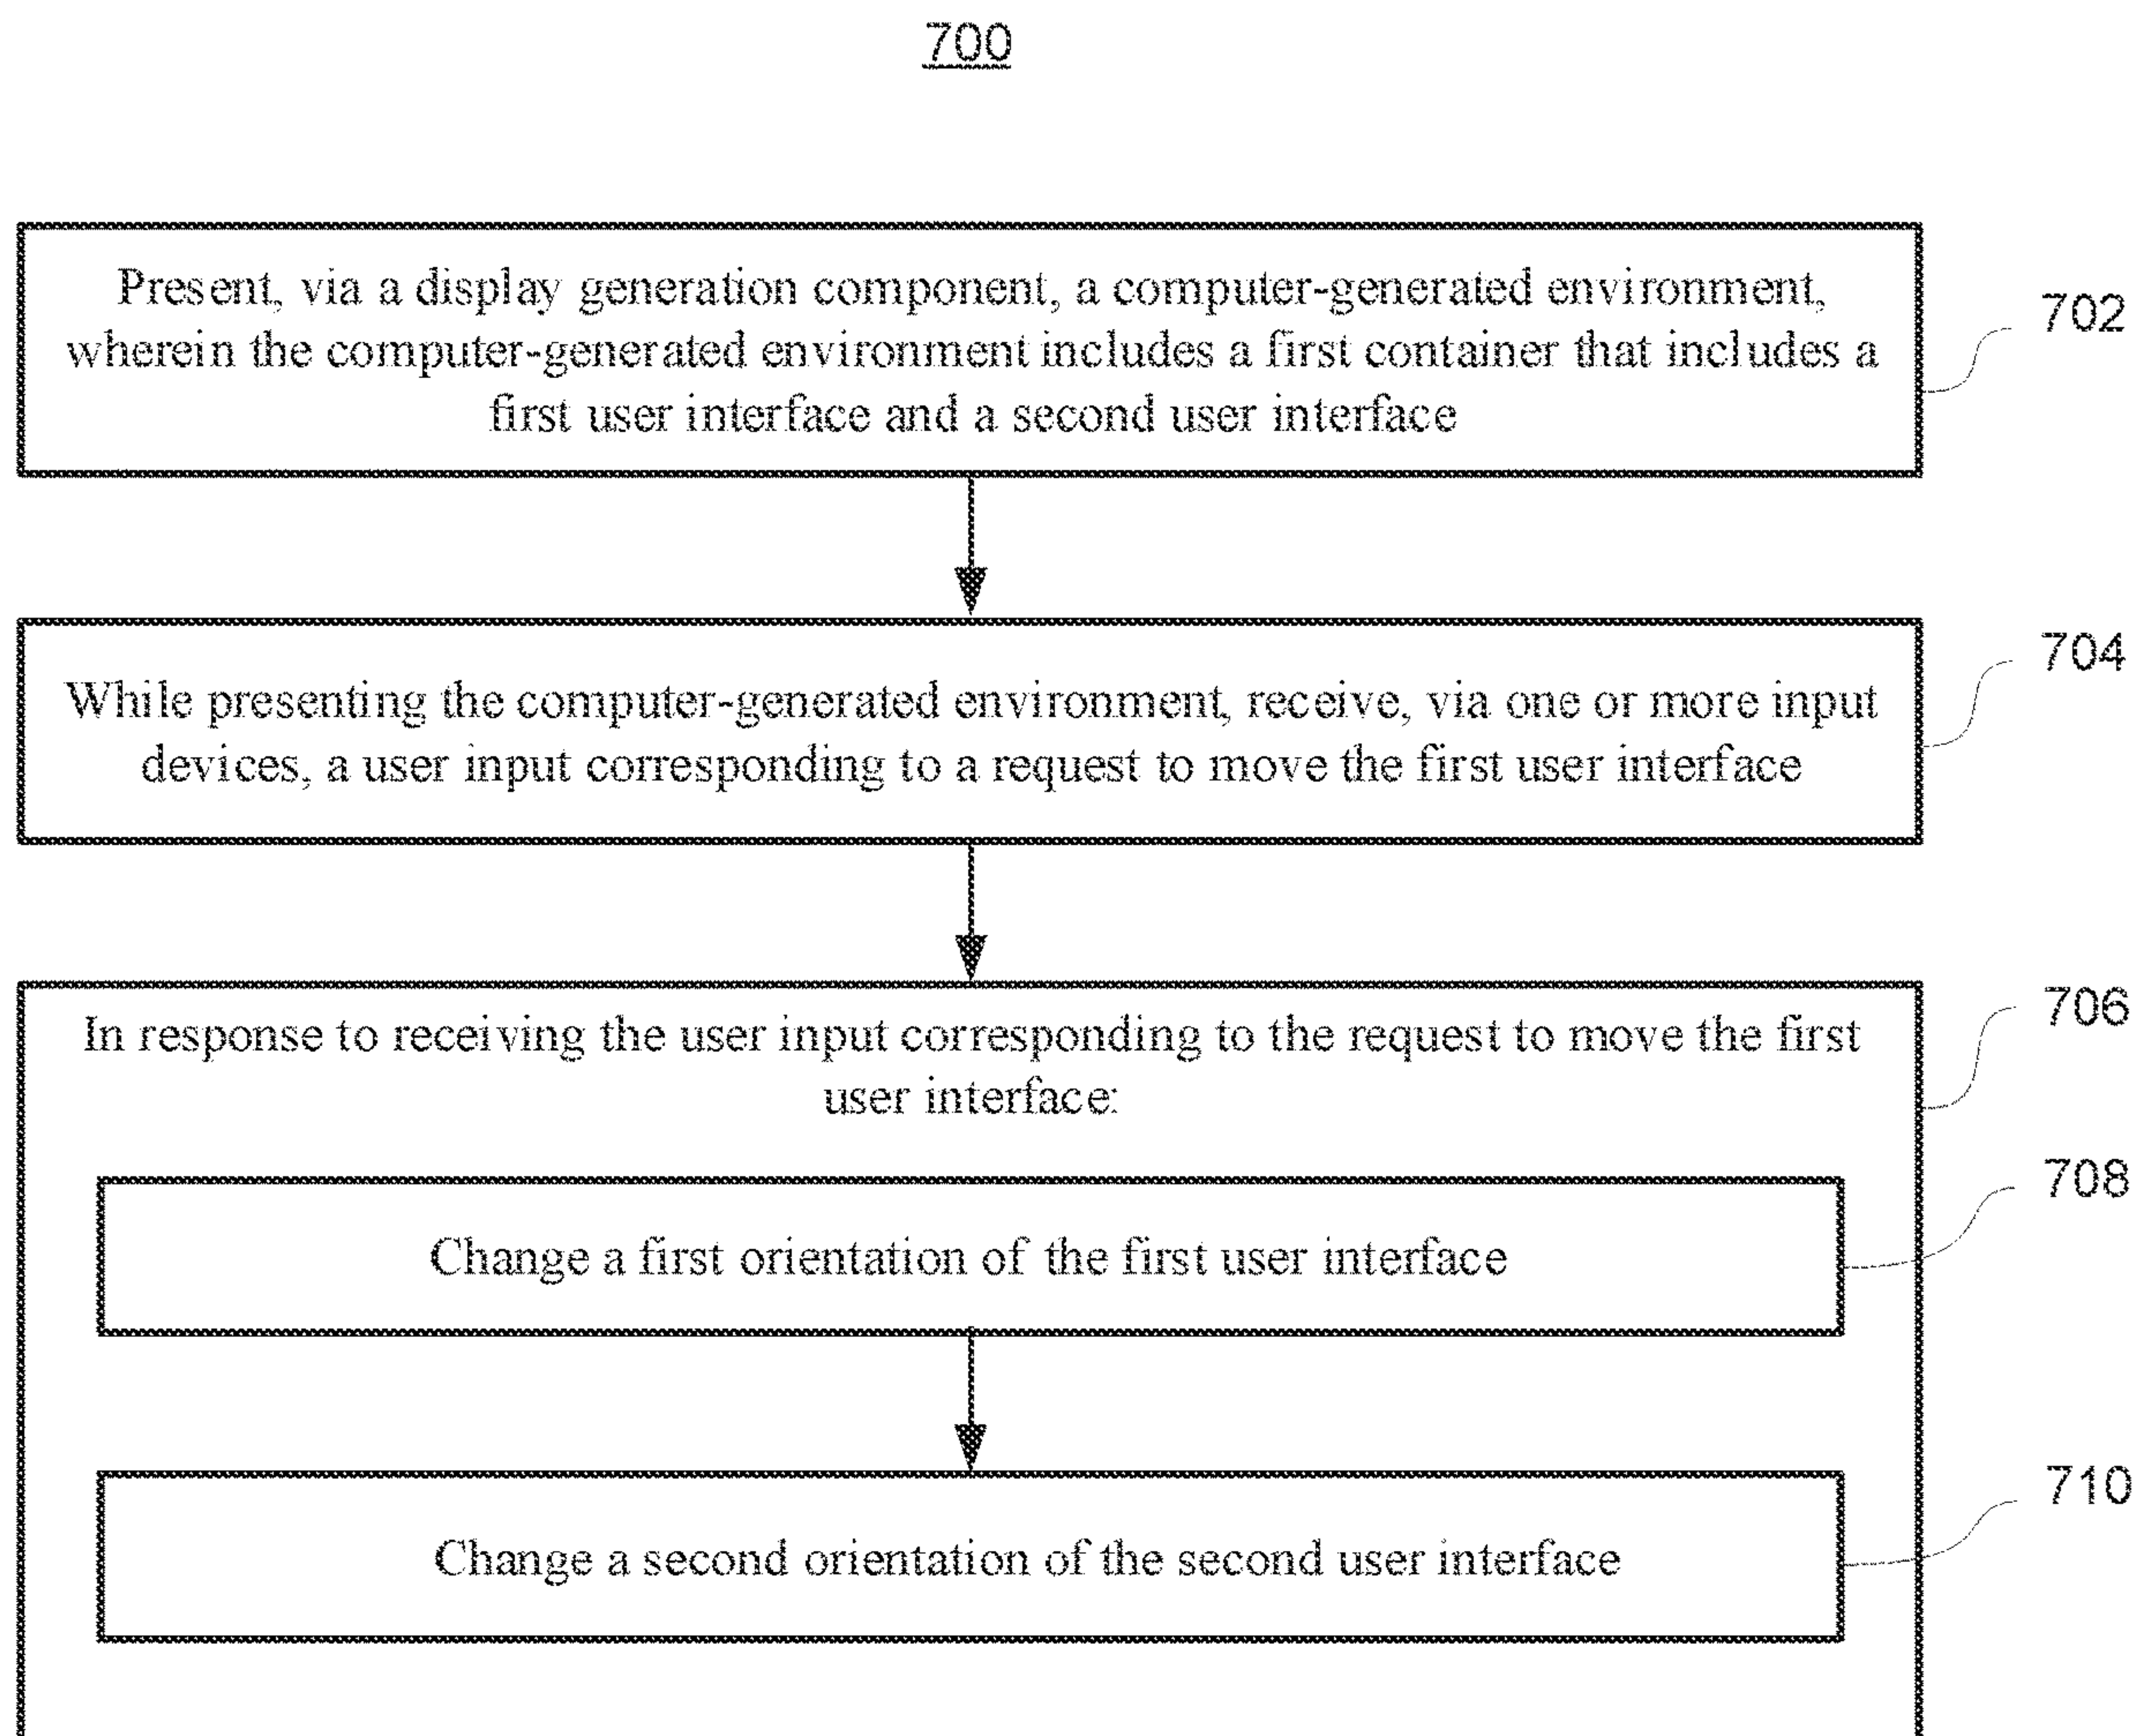 700
Present, via a display generation component, a computer-generated environment,
wherein the computer-generated environment includes a first container that includes a
first user interface and a second user interface
702
While presenting the computer-generated environment, receive, via one or more input
devices, a user input corresponding to a request to move the first user interface
704
In response to receiving the user input corresponding to the request to move the first
user interface:
706
Change a first orientation of the first user interface
708
Change a second orientation of the second user interface
710